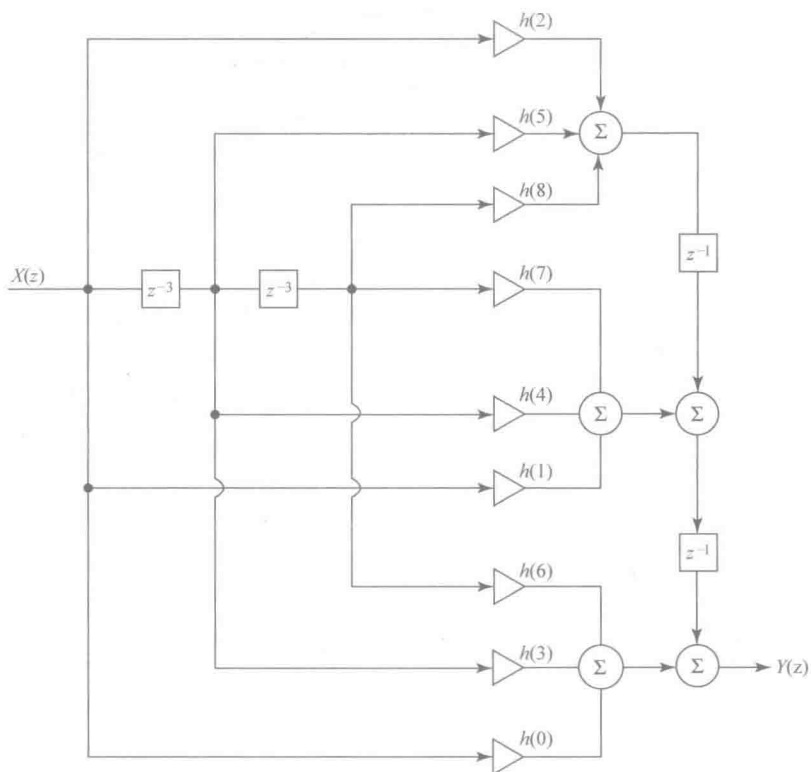 h(2)
h(5)
Σ
h(8)
z⁻¹
X(z)
z⁻³
z⁻³
h(7)
h(4)
Σ
Σ
h(1)
z⁻¹
h(6)
h(3)
Σ
Σ
Y(z)
h(0)